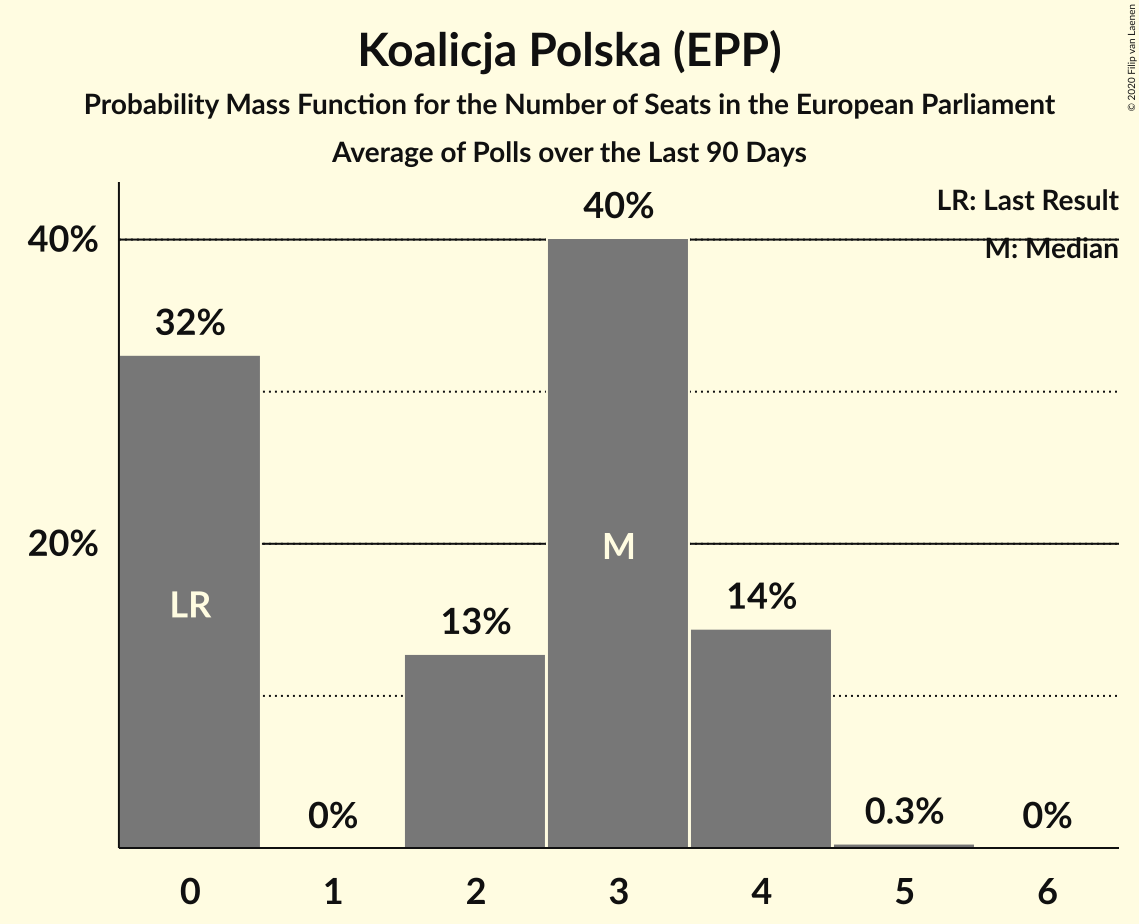 Koalicja Polska (EPP)
Probability Mass Function for the Number of Seats in the European Parliament
Average of Polls over the Last 90 Days
© 2020 Filip van Laenen
LR: Last Result
M: Median
40%
20%
32%
0%
13%
40%
14%
0.3%
0%
LR
M
0 1 2 3 4 5 6